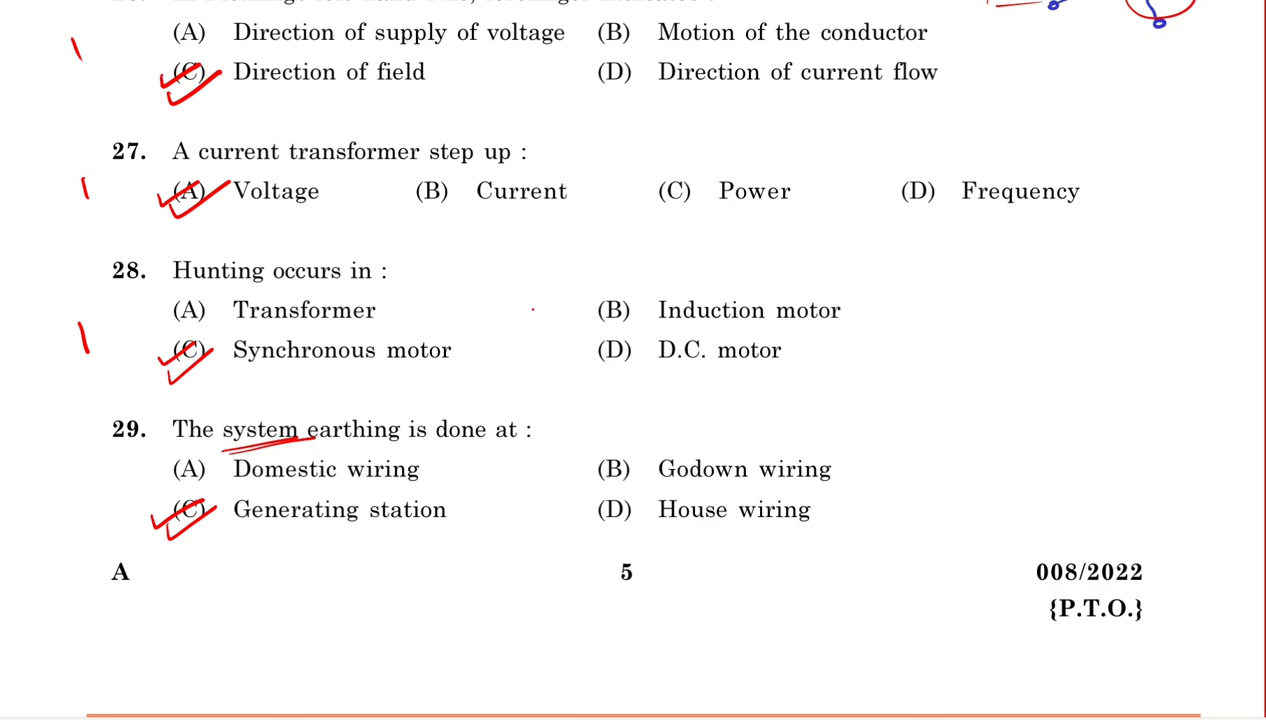 (A) Direction of supply of voltage (B) Motion of the conductor
(C) Direction of field (D) Direction of current flow
27. A current transformer step up :
(A) Voltage (B) Current (C) Power (D) Frequency
28. Hunting occurs in :
(A) Transformer (B) Induction motor
(C) Synchronous motor (D) D.C. motor
29. The system earthing is done at :
(A) Domestic wiring (B) Godown wiring
(C) Generating station (D) House wiring
A 5 008/2022
{P.T.O.}